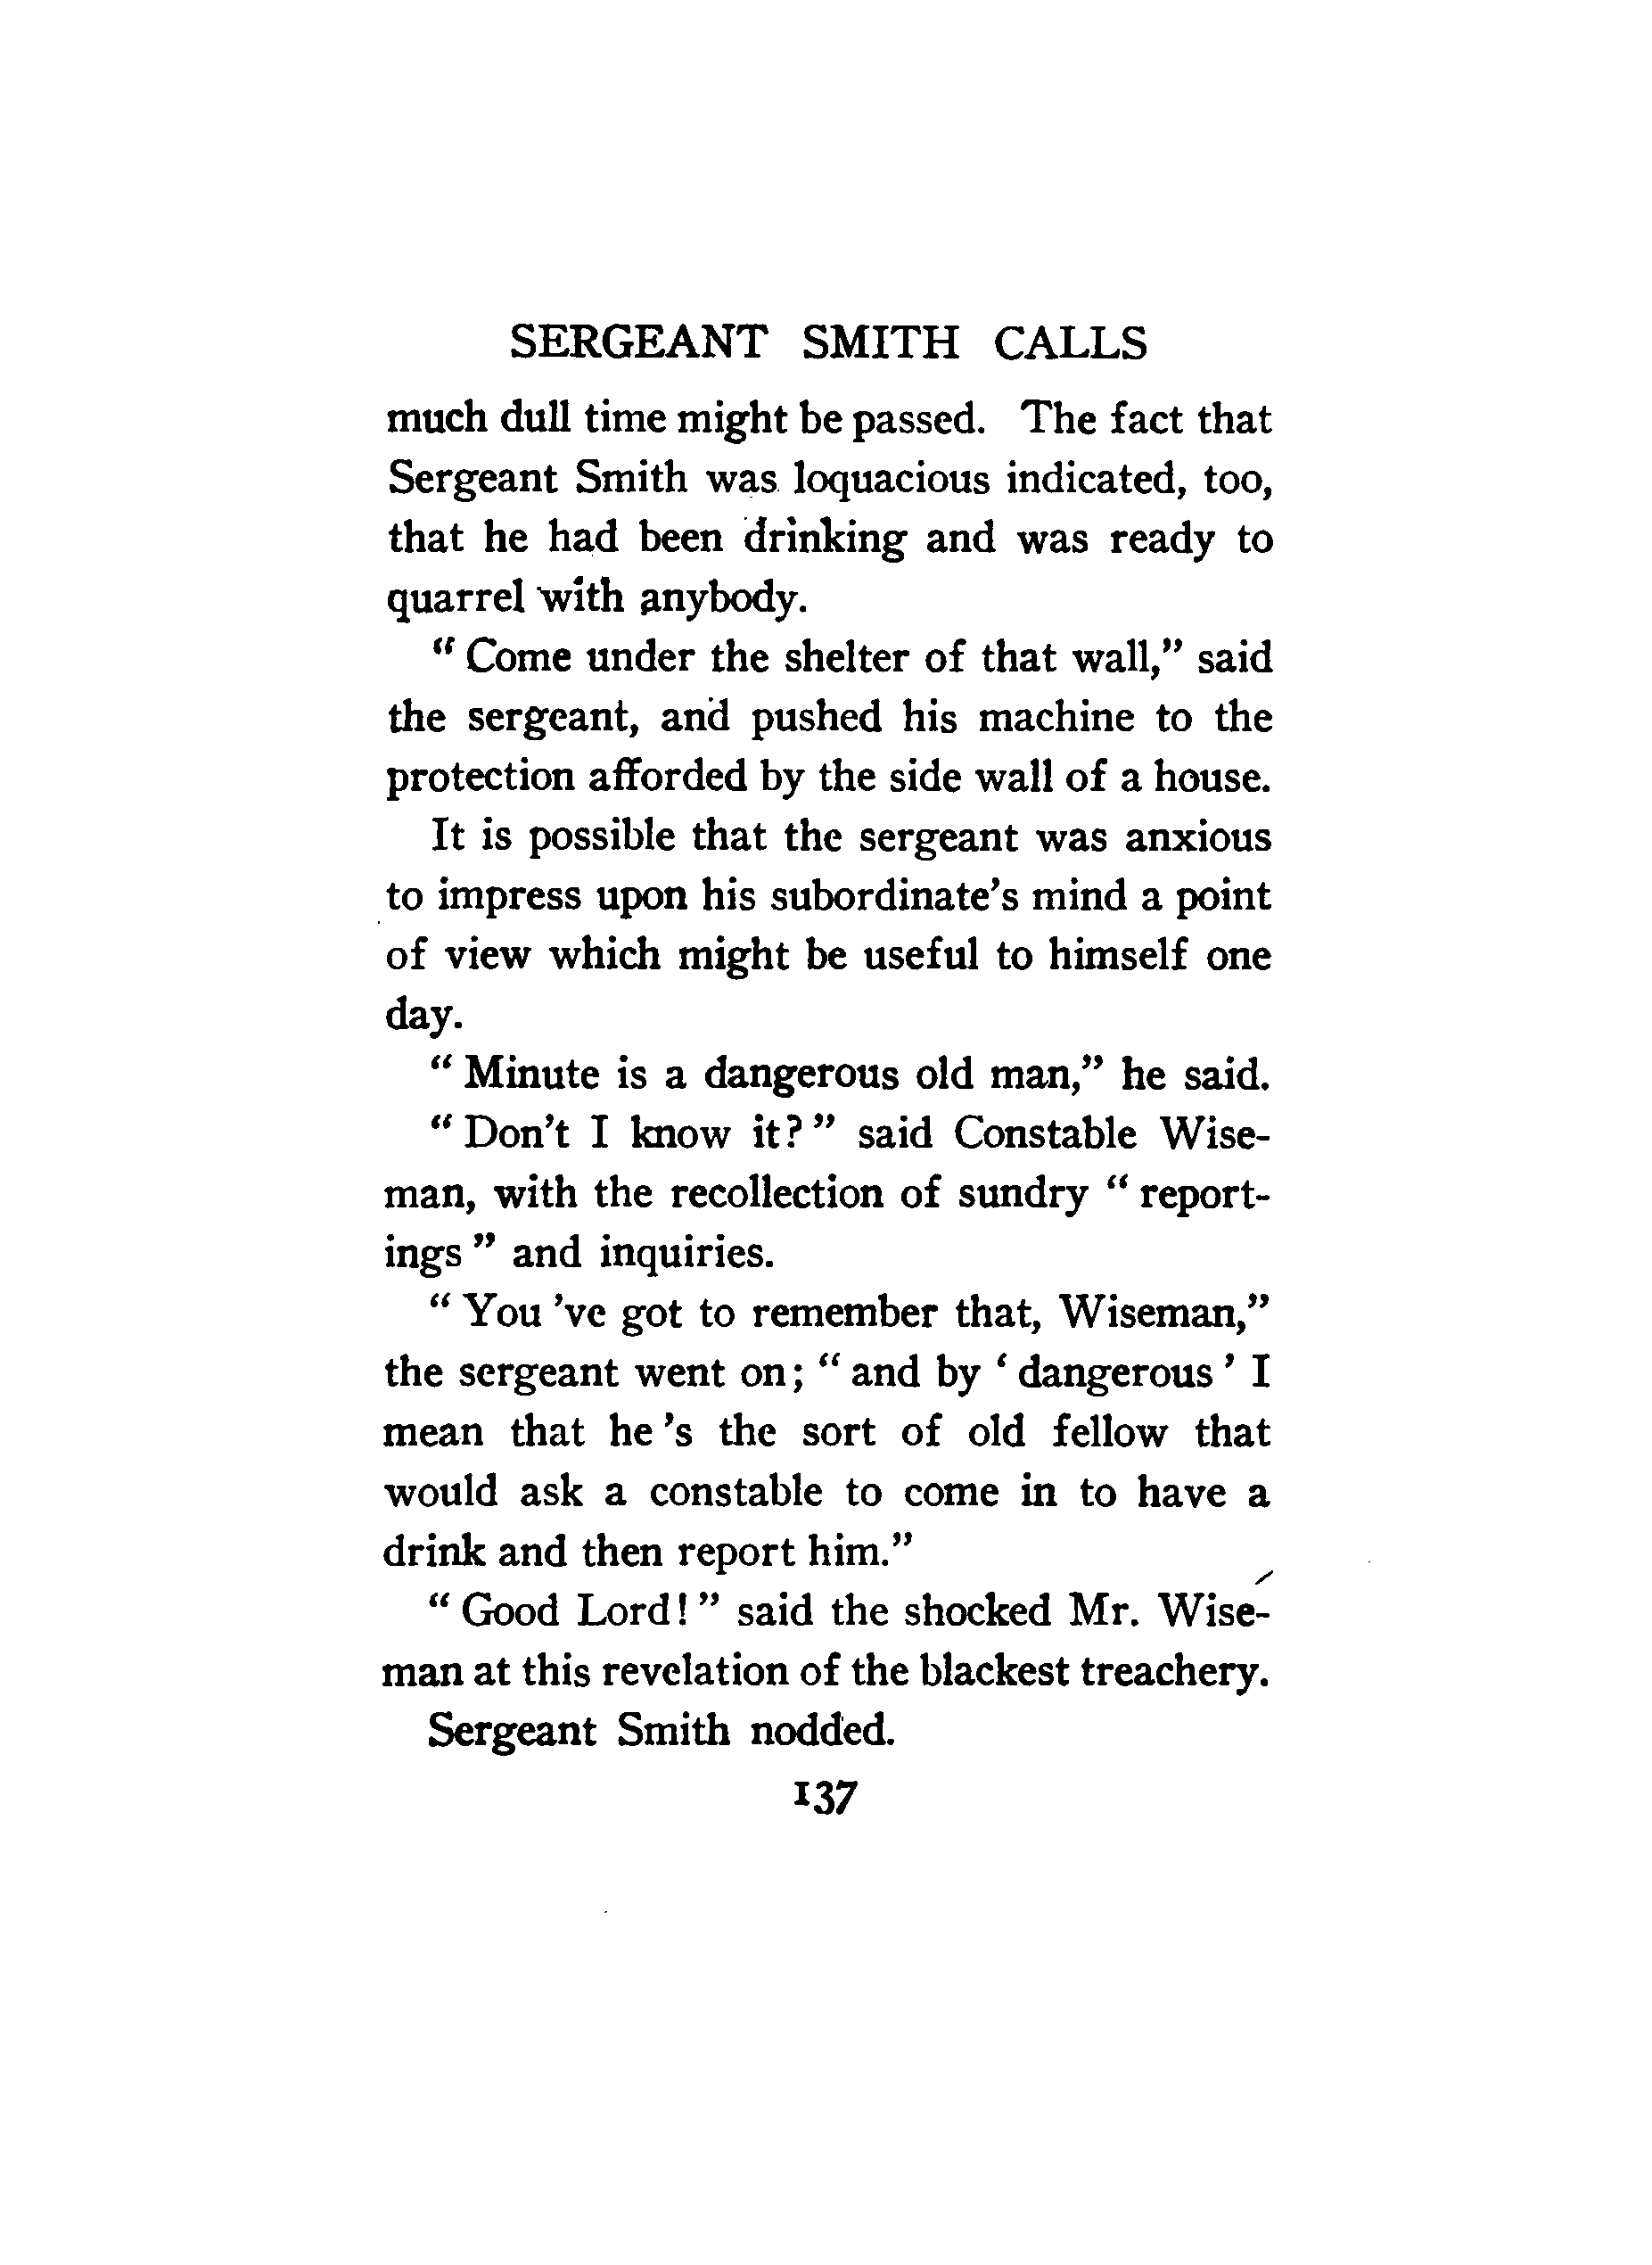 SERGEANT SMITH CALLS
much dull time might be passed. The fact that
Sergeant Smith was loquacious indicated, too,
that he had been drinking and was ready to
quarrel with anybody.
“ Come under the shelter of that wall,” said
the sergeant, and pushed his machine to the
protection afforded by the side wall of a house.
It is possible that the sergeant was anxious
to impress upon his subordinate’s mind a point
of view which might be useful to himself one
day.
“ Minute is a dangerous old man,” he said.
“ Don’t I know it? ” said Constable Wise-
man, with the recollection of sundry “ report-
ings ” and inquiries.
“ You ’ve got to remember that, Wiseman,”
the sergeant went on; “ and by ‘ dangerous ’ I
mean that he ’s the sort of old fellow that
would ask a constable to come in to have a
drink and then report him.”
“ Good Lord! ” said the shocked Mr. Wise-
man at this revelation of the blackest treachery.
Sergeant Smith nodded.
137